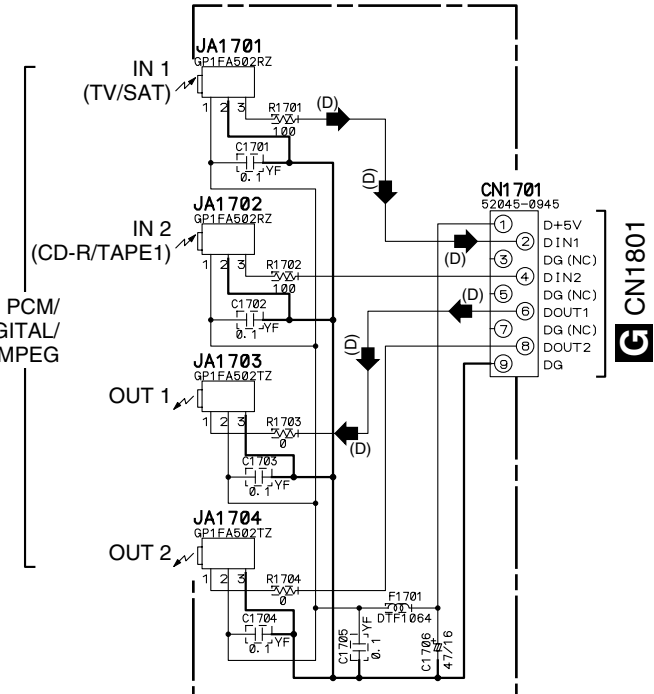 JA1701
GP1FA502RZ
IN 1
(TV/SAT)
1 2 3
R1701
100
(D)
C1701
0.1
YF
(D)
JA1702
GP1FA502RZ
IN 2
(CD-R/TAPE1)
1 2 3
R1702
100
(D)
C1702
0.1
YF
CN1701
52045-0945
1 D+5V
2 DIN1
3 DG(NC)
4 DIN2
5 DG(NC)
6 DOUT1
7 DG(NC)
8 DOUT2
9 DG
G CN1801
(D)
PCM/
GITAL/
MPEG
JA1703
GP1FA502TZ
OUT 1
1 2 3
R1703
0
(D)
(D)
C1703
0.1
YF
JA1704
GP1FA502TZ
OUT 2
1 2 3
R1704
0
C1704
0.1
YF
F1701
DTF1064
C1705
YF
0.1
C1706
+
47/16